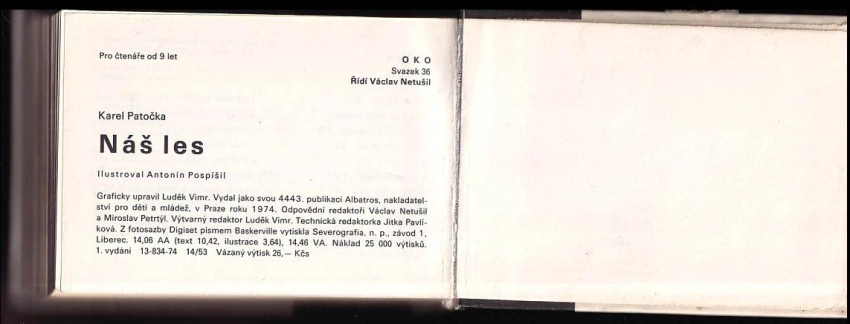 Pro čtenáře od 9 let
OKO
Svazek 36
Řídí Václav Netušil
Karel Patočka
Náš les
Ilustroval Antonín Pospíšil
Graficky upravil Luděk Vimr. Vydal jako svou 4443. publikaci Albatros, nakladatel-
ství pro děti a mládež, v Praze roku 1974. Odpovědní redaktoři Václav Netušil
a Miroslav Petrtýl. Výtvarný redaktor Luděk Vimr. Technická redaktorka Jitka Pavlí-
ková. Z fotosazby Digiset písmem Baskerville vytiskla Severografia, n. p., závod 1,
Liberec. 14,06 AA (text 10,42, ilustrace 3,64), 14,46 VA. Náklad 25 000 výtisků.
1. vydání 13-834-74 14/53 Vázaný výtisk 26,— Kčs